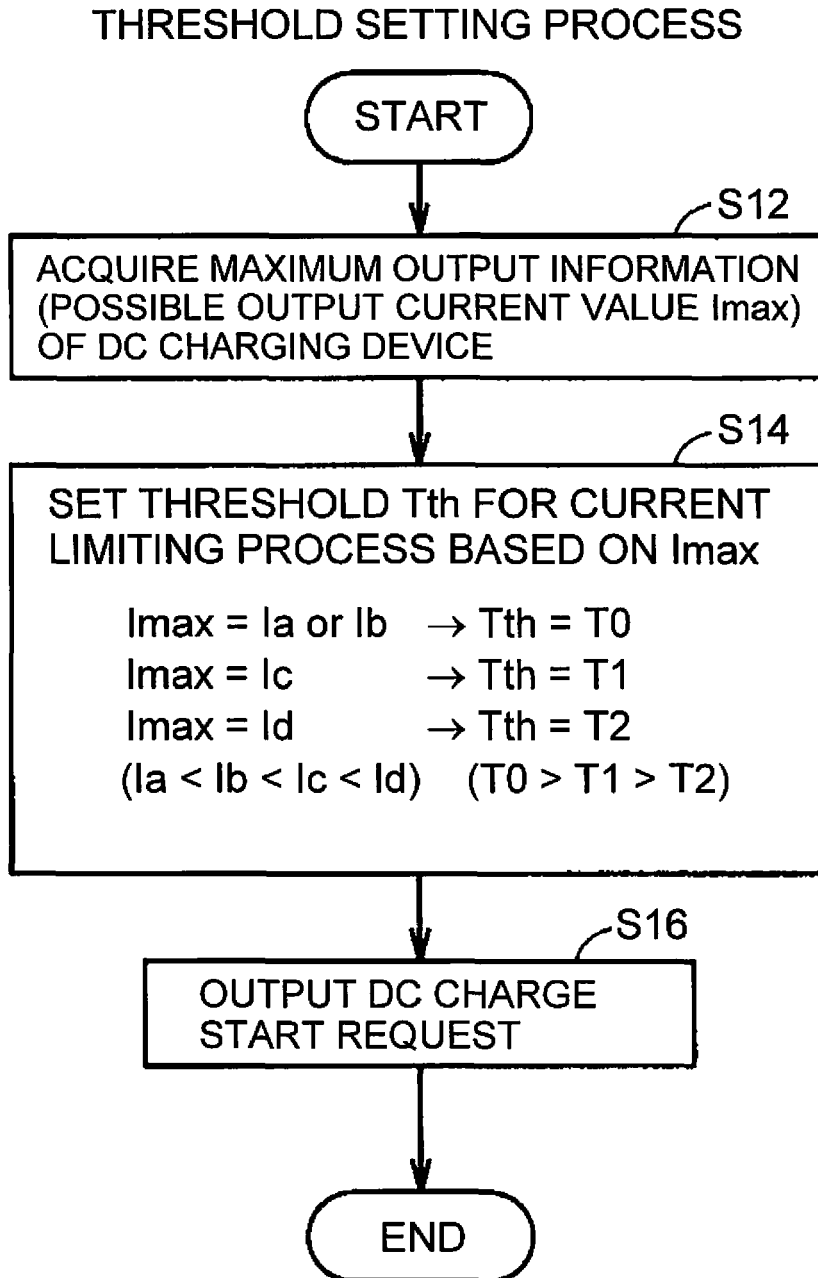 THRESHOLD SETTING PROCESS
START
S12
ACQUIRE MAXIMUM OUTPUT INFORMATION
(POSSIBLE OUTPUT CURRENT VALUE Imax)
OF DC CHARGING DEVICE
S14
SET THRESHOLD Tth FOR CURRENT
LIMITING PROCESS BASED ON Imax
Imax = Ia or Ib → Tth = T0
Imax = Ic → Tth = T1
Imax = Id → Tth = T2
(Ia < Ib < Ic < Id) (T0 > T1 > T2)
S16
OUTPUT DC CHARGE
START REQUEST
END